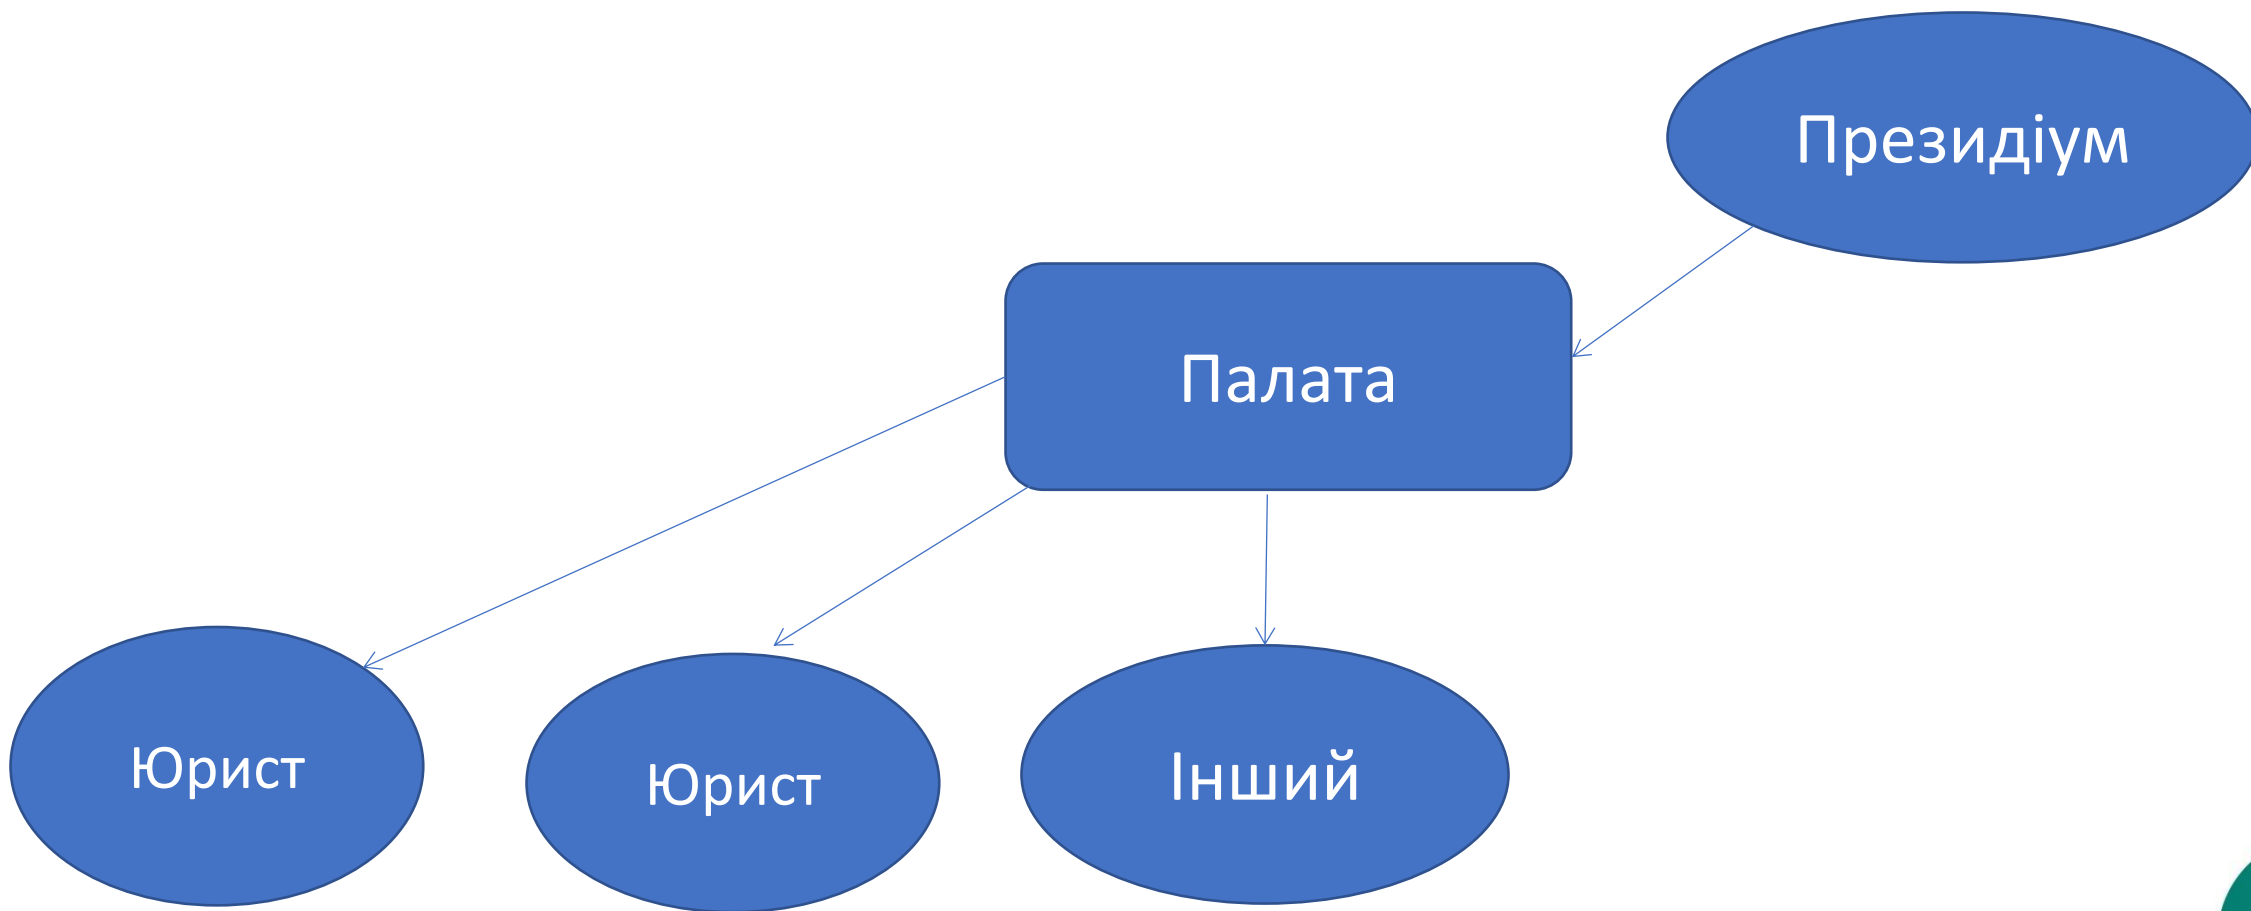 Президіум
Палата
Юрист
Юрист
Інший